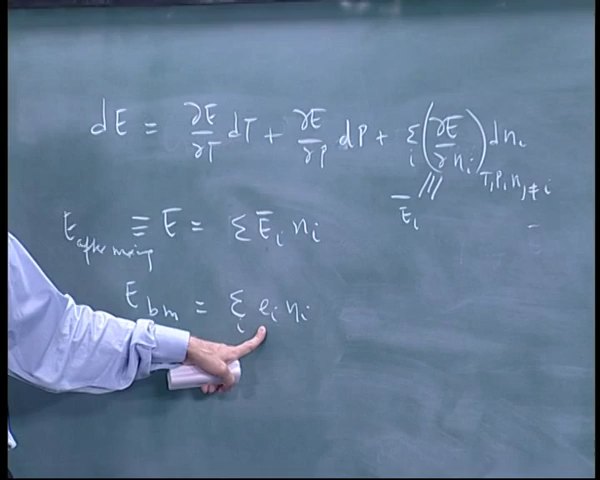 dE = ∂E/∂T dT + ∂E/∂P dP + Σ_i (∂E/∂n_i)_{T, P, n_j≠i} dn_i
Ē_i
E_after mixing ≡ E = Σ Ē_i n_i
E_bm = Σ_i e_i n_i